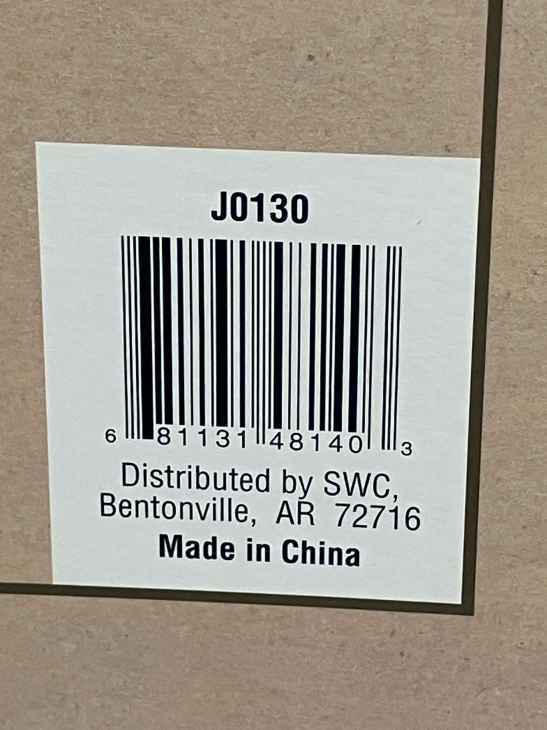 J0130
6 81131 48140 3
Distributed by SWC,
Bentonville, AR 72716
Made in China